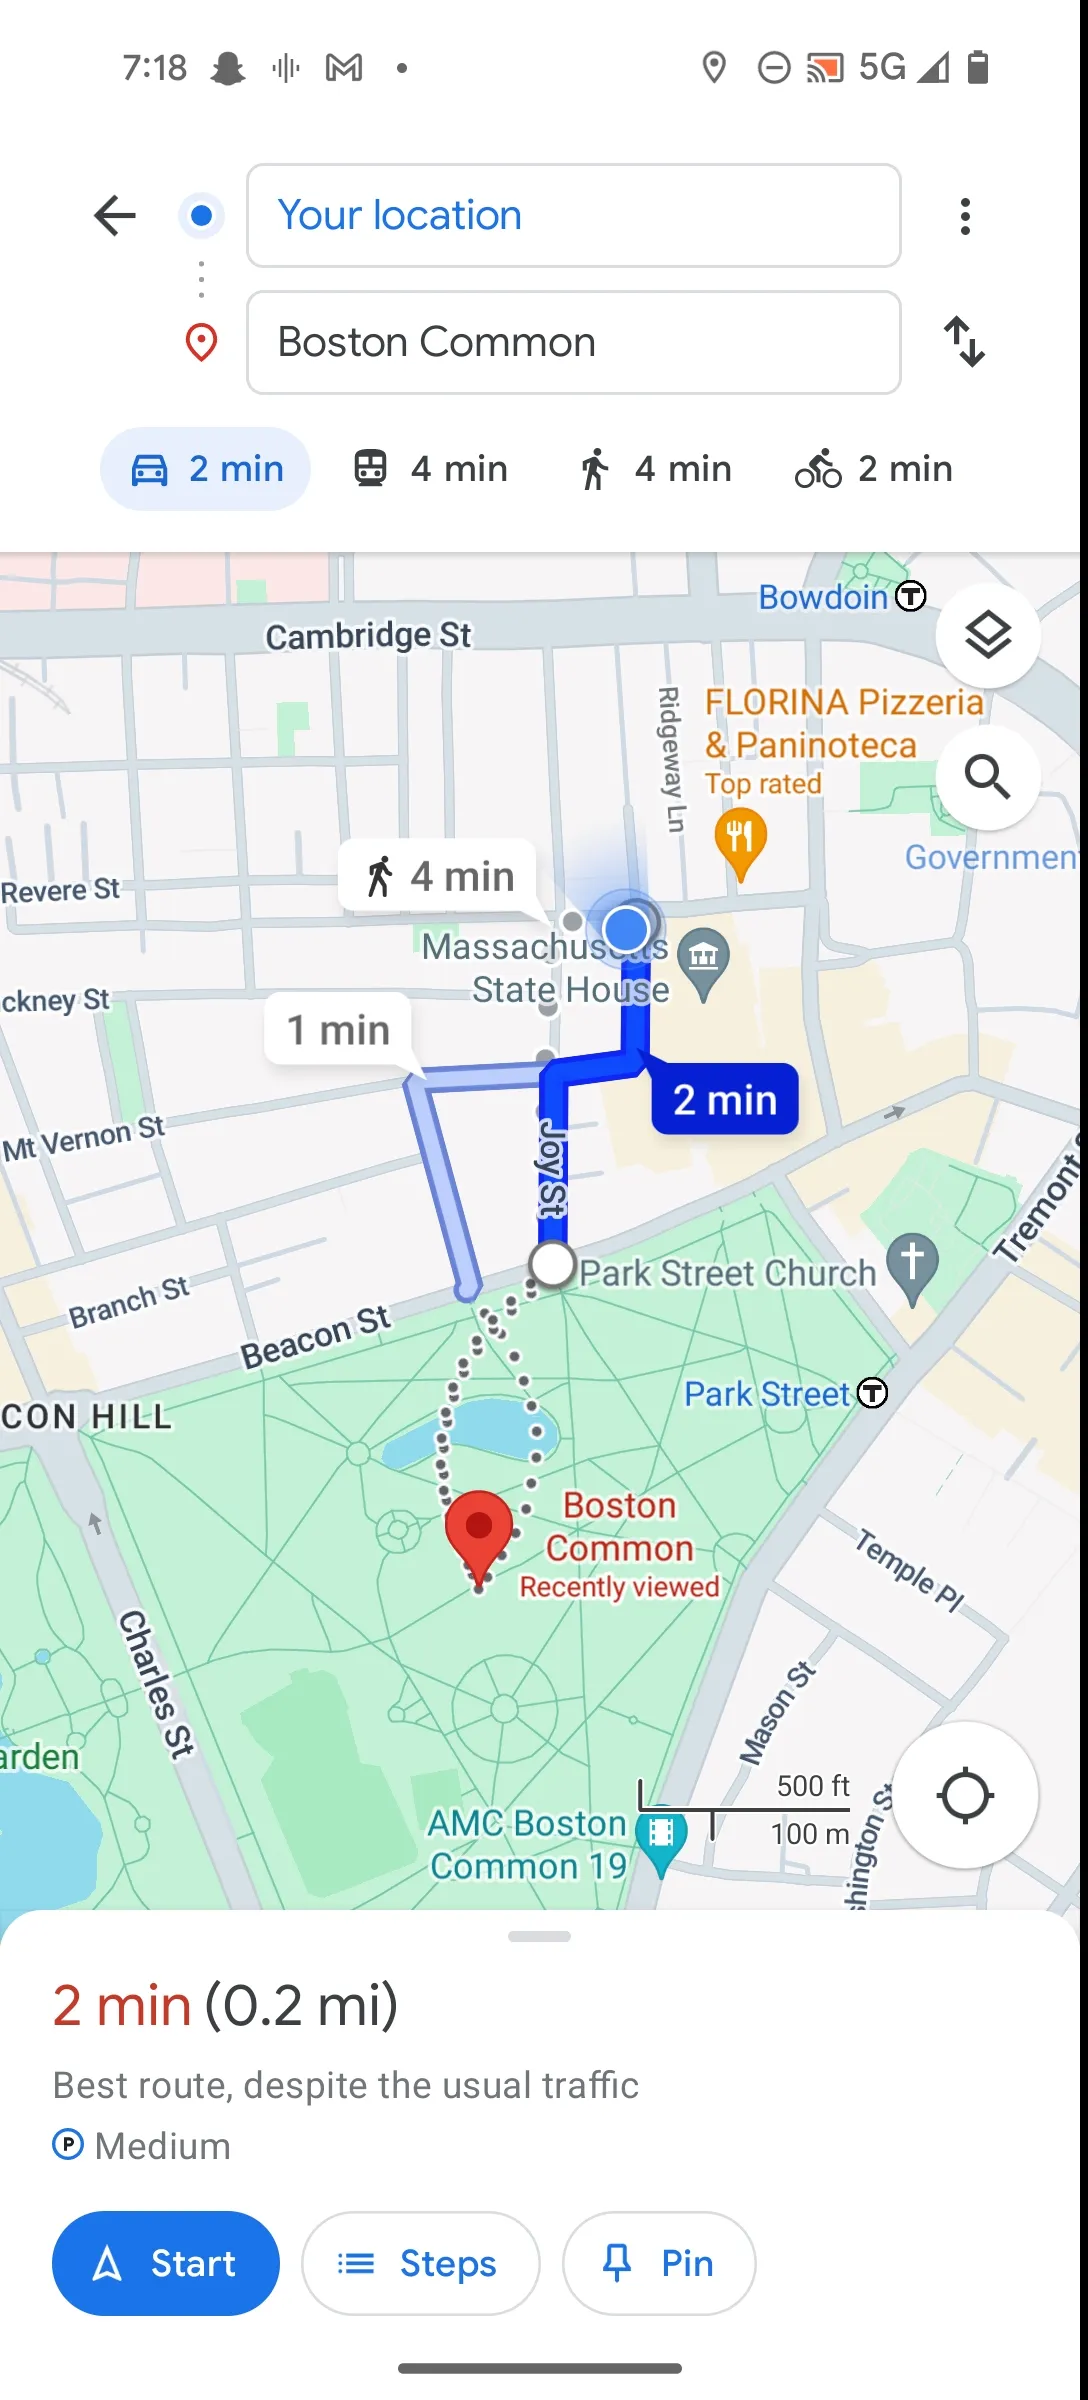 7:18
5G
Your location
Boston Common
2 min
4 min
4 min
2 min
Bowdoin T
Cambridge St
Ridgeway Ln
FLORINA Pizzeria
& Paninoteca
Top rated
Governmen
4 min
Revere St
Massachusetts
State House
ckney St
1 min
2 min
Mt Vernon St
Joy St
Tremont S
Park Street Church
Branch St
Beacon St
Park Street T
CON HILL
Boston
Common
Recently viewed
Temple Pl
Charles St
Mason St
arden
500 ft
100 m
AMC Boston
Common 19
shington St
2 min (0.2 mi)
Best route, despite the usual traffic
P Medium
Start
Steps
Pin